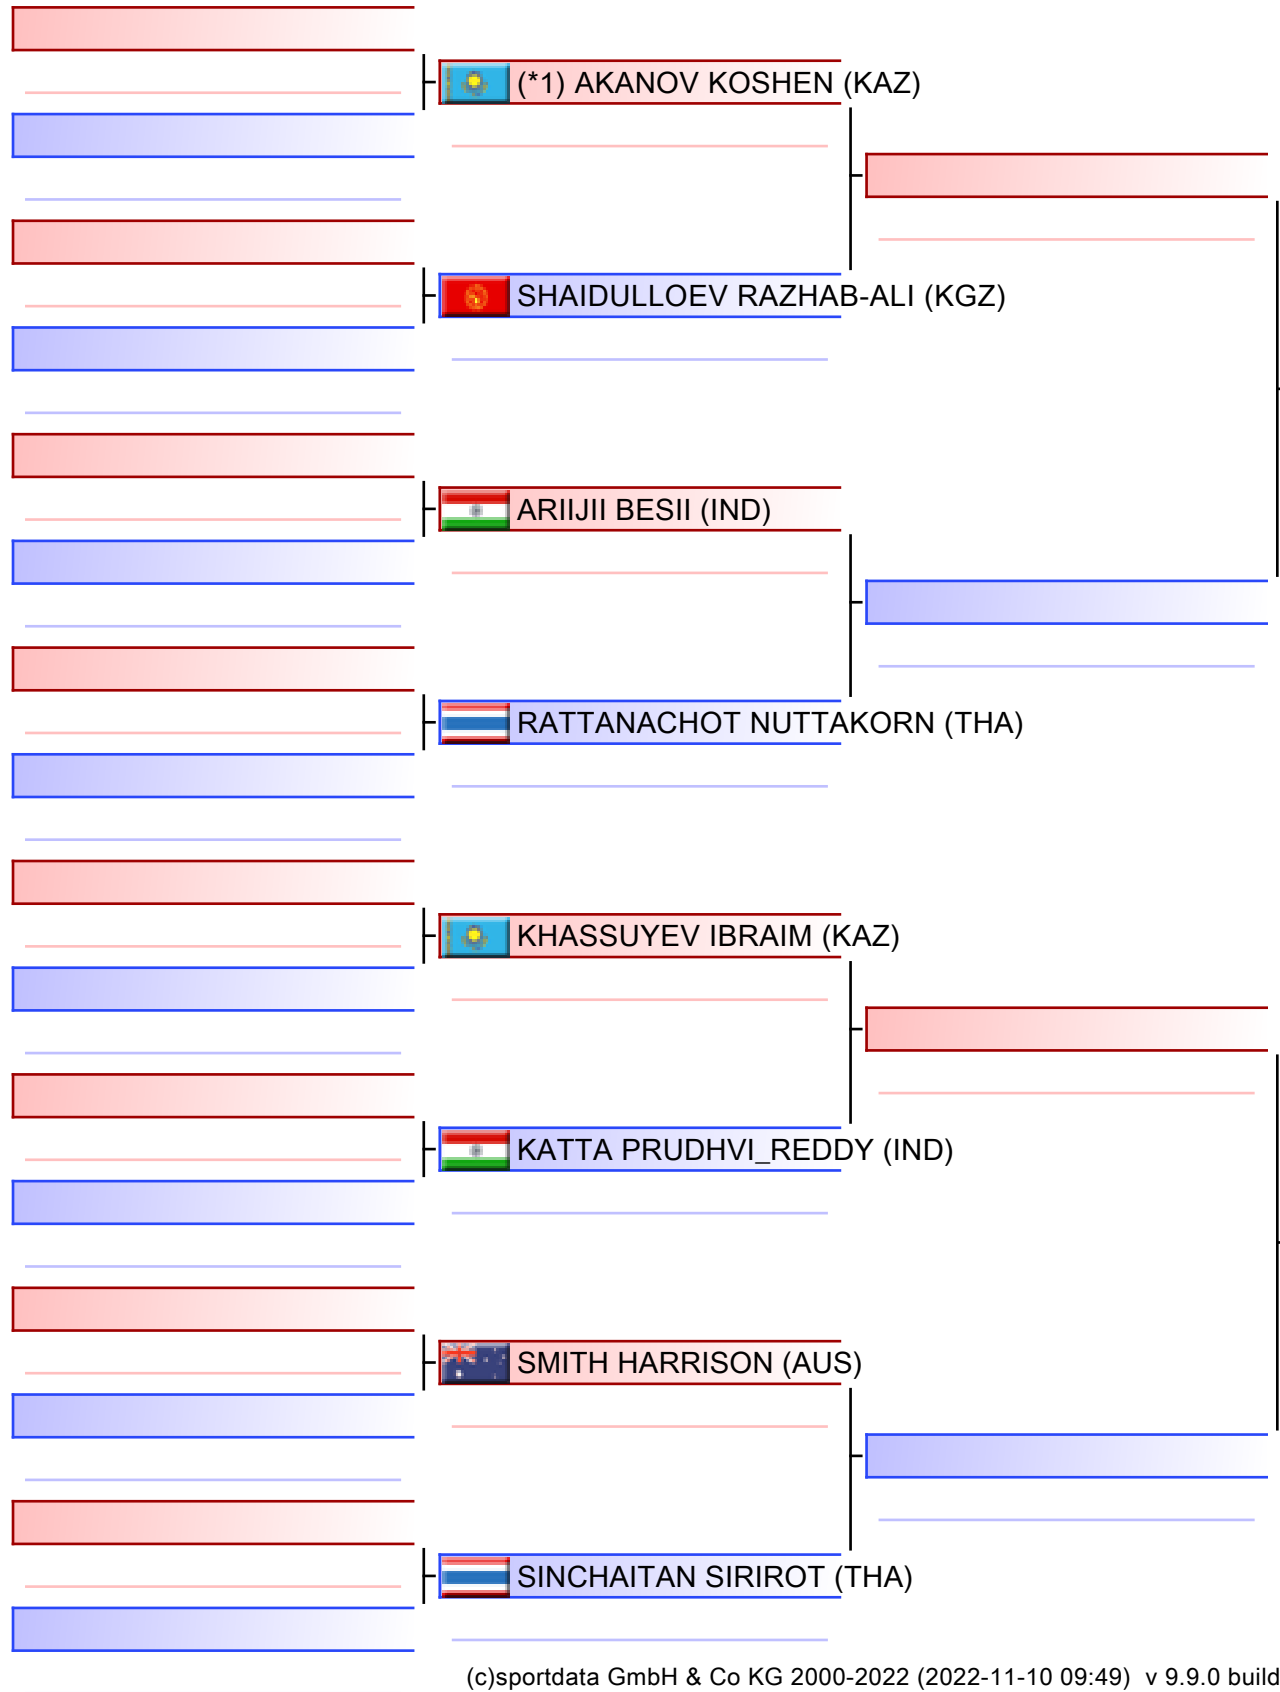 (*1) AKANOV KOSHEN (KAZ)
SHAIDULLOEV RAZHAB-ALI (KGZ)
ARIIJII BESII (IND)
RATTANACHOT NUTTAKORN (THA)
KHASSUYEV IBRAIM (KAZ)
KATTA PRUDHVI_REDDY (IND)
SMITH HARRISON (AUS)
SINCHAITAN SIRIROT (THA)
(c)sportdata GmbH & Co KG 2000-2022 (2022-11-10 09:49) v 9.9.0 build